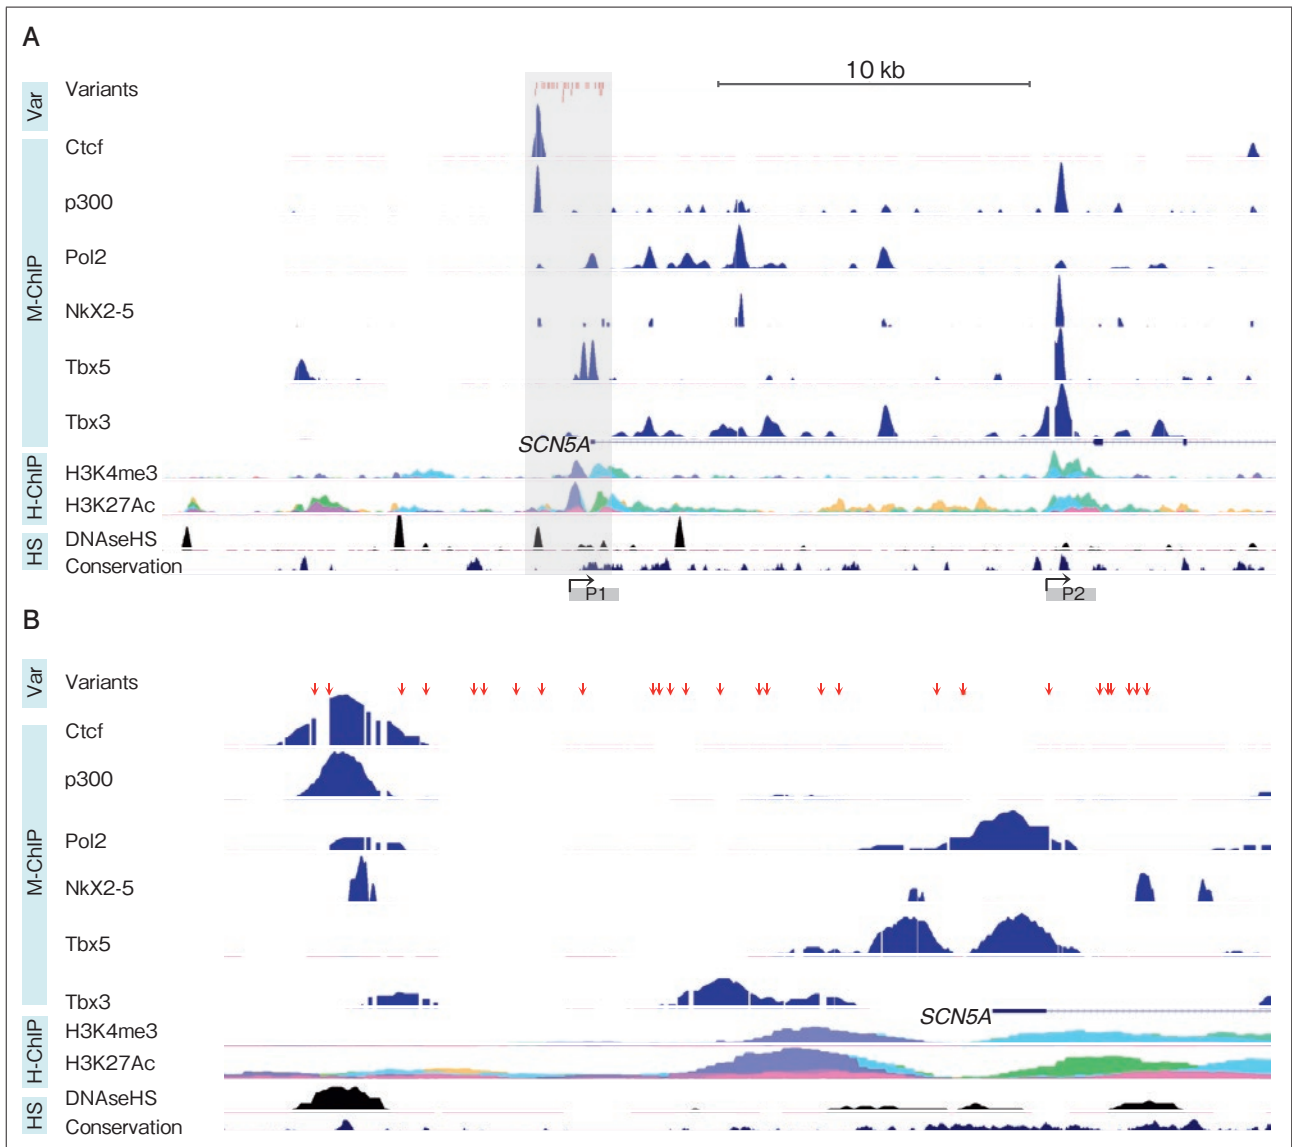 A
10 kb
Var
Variants
M-ChIP
Ctcf
p300
Pol2
NkX2-5
Tbx5
Tbx3
SCN5A
H-ChIP
H3K4me3
H3K27Ac
HS
DNAseHS
Conservation
P1
P2
B
Var
Variants
M-ChIP
Ctcf
p300
Pol2
NkX2-5
Tbx5
Tbx3
SCN5A
H-ChIP
H3K4me3
H3K27Ac
HS
DNAseHS
Conservation